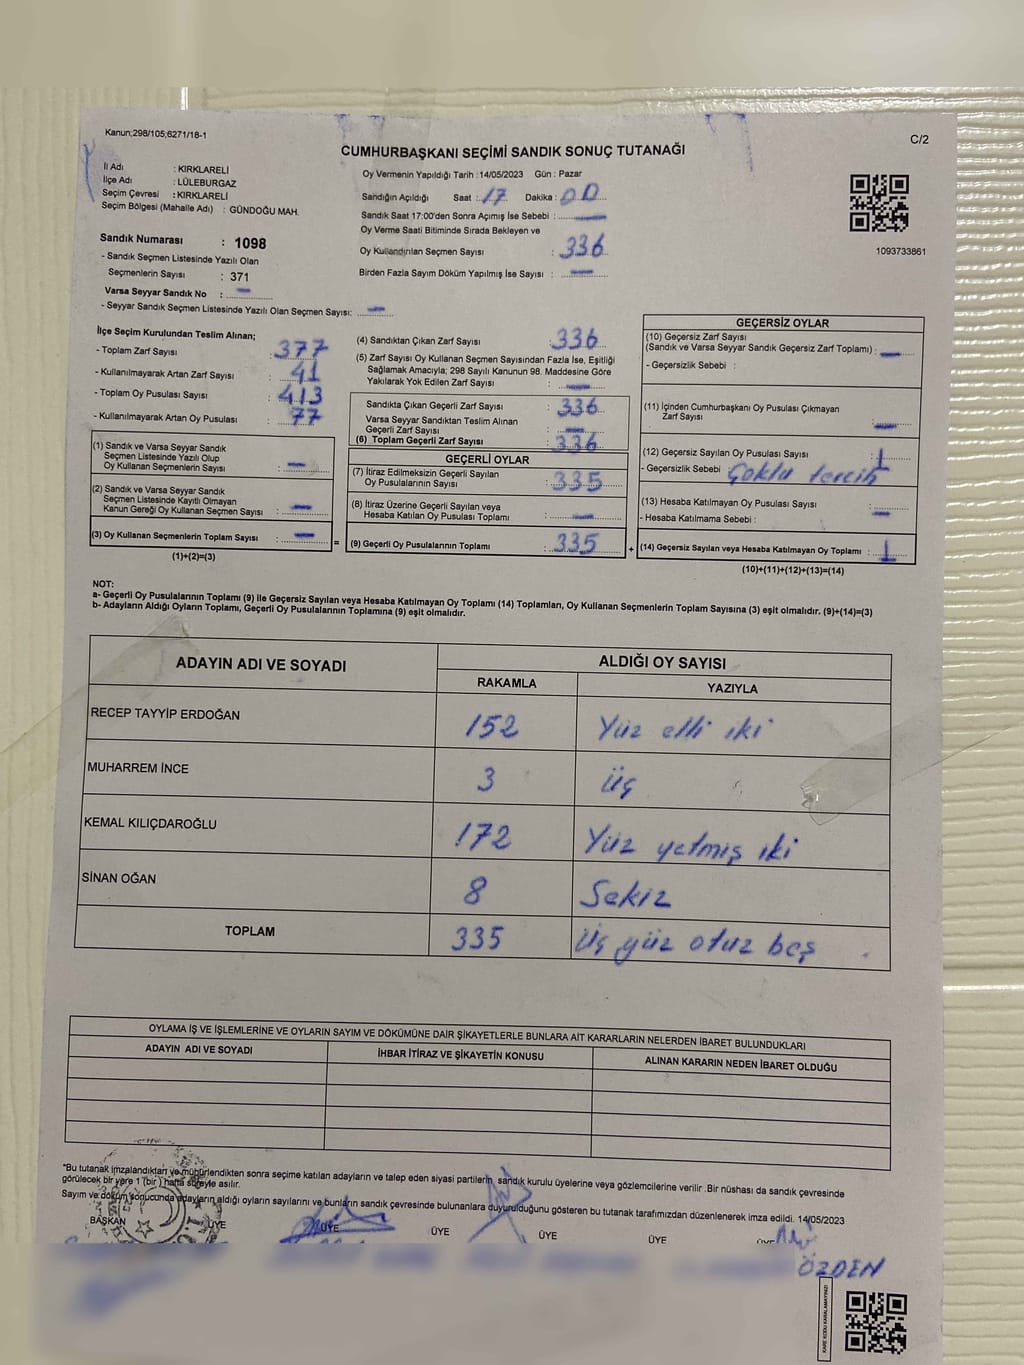 Kanun;298/105;6271/18-1
C/2
CUMHURBAŞKANI SEÇİMİ SANDIK SONUÇ TUTANAĞI
İl Adı : KIRKLARELİ
İlçe Adı : LÜLEBURGAZ
Seçim Çevresi : KIRKLARELİ
Seçim Bölgesi (Mahalle Adı) : GÜNDOĞU MAH.
Sandık Numarası : 1098
- Sandık Seçmen Listesinde Yazılı Olan
Seçmenlerin Sayısı : 371
Varsa Seyyar Sandık No : —
- Seyyar Sandık Seçmen Listesinde Yazılı Olan Seçmen Sayısı: —
Oy Vermenin Yapıldığı Tarih :14/05/2023 Gün : Pazar
Sandığın Açıldığı Saat : 17 Dakika : 00
Sandık Saat 17:00'den Sonra Açımış İse Sebebi : —
Oy Verme Saati Bitiminde Sırada Bekleyen ve
Oy Kullandırılan Seçmen Sayısı : 336
Birden Fazla Sayım Döküm Yapılmış İse Sayısı : —
1093733861
İlçe Seçim Kurulundan Teslim Alınan;
- Toplam Zarf Sayısı : 377
- Kullanılmayarak Artan Zarf Sayısı : 41
- Toplam Oy Pusulası Sayısı : 413
- Kullanılmayarak Artan Oy Pusulası : 77
(1) Sandık ve Varsa Seyyar Sandık
Seçmen Listesinde Yazılı Olup
Oy Kullanan Seçmenlerin Sayısı : —
(2) Sandık ve Varsa Seyyar Sandık
Seçmen Listesinde Kayıtlı Olmayan
Kanun Gereği Oy Kullanan Seçmen Sayısı : —
(3) Oy Kullanan Seçmenlerin Toplam Sayısı : —
(1)+(2)=(3)
=
(4) Sandıktan Çıkan Zarf Sayısı : 336
(5) Zarf Sayısı Oy Kullanan Seçmen Sayısından Fazla İse, Eşitliği
Sağlamak Amacıyla; 298 Sayılı Kanunun 98. Maddesine Göre
Yakılarak Yok Edilen Zarf Sayısı : —
Sandıkta Çıkan Geçerli Zarf Sayısı : 336
Varsa Seyyar Sandıktan Teslim Alınan
Geçerli Zarf Sayısı : —
(6) Toplam Geçerli Zarf Sayısı : 336
GEÇERLİ OYLAR
(7) İtiraz Edilmeksizin Geçerli Sayılan
Oy Pusulalarının Sayısı : 335
(8) İtiraz Üzerine Geçerli Sayılan veya
Hesaba Katılan Oy Pusulası Toplamı : —
(9) Geçerli Oy Pusulalarının Toplamı : 335
+
GEÇERSİZ OYLAR
(10) Geçersiz Zarf Sayısı
(Sandık ve Varsa Seyyar Sandık Geçersiz Zarf Toplamı) : —
- Geçersizlik Sebebi :
(11) İçinden Cumhurbaşkanı Oy Pusulası Çıkmayan
Zarf Sayısı : —
(12) Geçersiz Sayılan Oy Pusulası Sayısı : 1
- Geçersizlik Sebebi Çoklu tercih
(13) Hesaba Katılmayan Oy Pusulası Sayısı : —
- Hesaba Katılmama Sebebi :
(14) Geçersiz Sayılan veya Hesaba Katılmayan Oy Toplamı : 1
(10)+(11)+(12)+(13)=(14)
NOT:
a- Geçerli Oy Pusulalarının Toplamı (9) ile Geçersiz Sayılan veya Hesaba Katılmayan Oy Toplamı (14) Toplamları, Oy Kullanan Seçmenlerin Toplam Sayısına (3) eşit olmalıdır. (9)+(14)=(3)
b- Adayların Aldığı Oyların Toplamı, Geçerli Oy Pusulalarının Toplamına (9) eşit olmalıdır.
ADAYIN ADI VE SOYADI ALDIĞI OY SAYISI
RAKAMLA YAZIYLA
RECEP TAYYİP ERDOĞAN 152 Yüz elli iki
MUHARREM İNCE 3 Üç
KEMAL KILIÇDAROĞLU 172 Yüz yetmiş iki
SİNAN OĞAN 8 Sekiz
TOPLAM 335 Üç yüz otuz beş
OYLAMA İŞ VE İŞLEMLERİNE VE OYLARIN SAYIM VE DÖKÜMÜNE DAİR ŞİKAYETLERLE BUNLARA AİT KARARLARIN NELERDEN İBARET BULUNDUKLARI
ADAYIN ADI VE SOYADI İHBAR İTİRAZ VE ŞİKAYETİN KONUSU ALINAN KARARIN NEDEN İBARET OLDUĞU
*Bu tutanak imzalandıktan ve mühürlendikten sonra seçime katılan adayların ve talep eden siyasi partilerin, sandık kurulu üyelerine veya gözlemcilerine verilir .Bir nüshası da sandık çevresinde
görülecek bir yere 1 (bir ) hafta süreyle asılır.
Sayım ve döküm sonucunda adayların aldığı oyların sayılarını ve bunların sandık çevresinde bulunanlara duyurulduğunu gösteren bu tutanak tarafımızdan düzenlenerek imza edildi. 14/05/2023
BAŞKAN ÜYE ÜYE ÜYE ÜYE ÜYE ÜYE
ÖZDEN